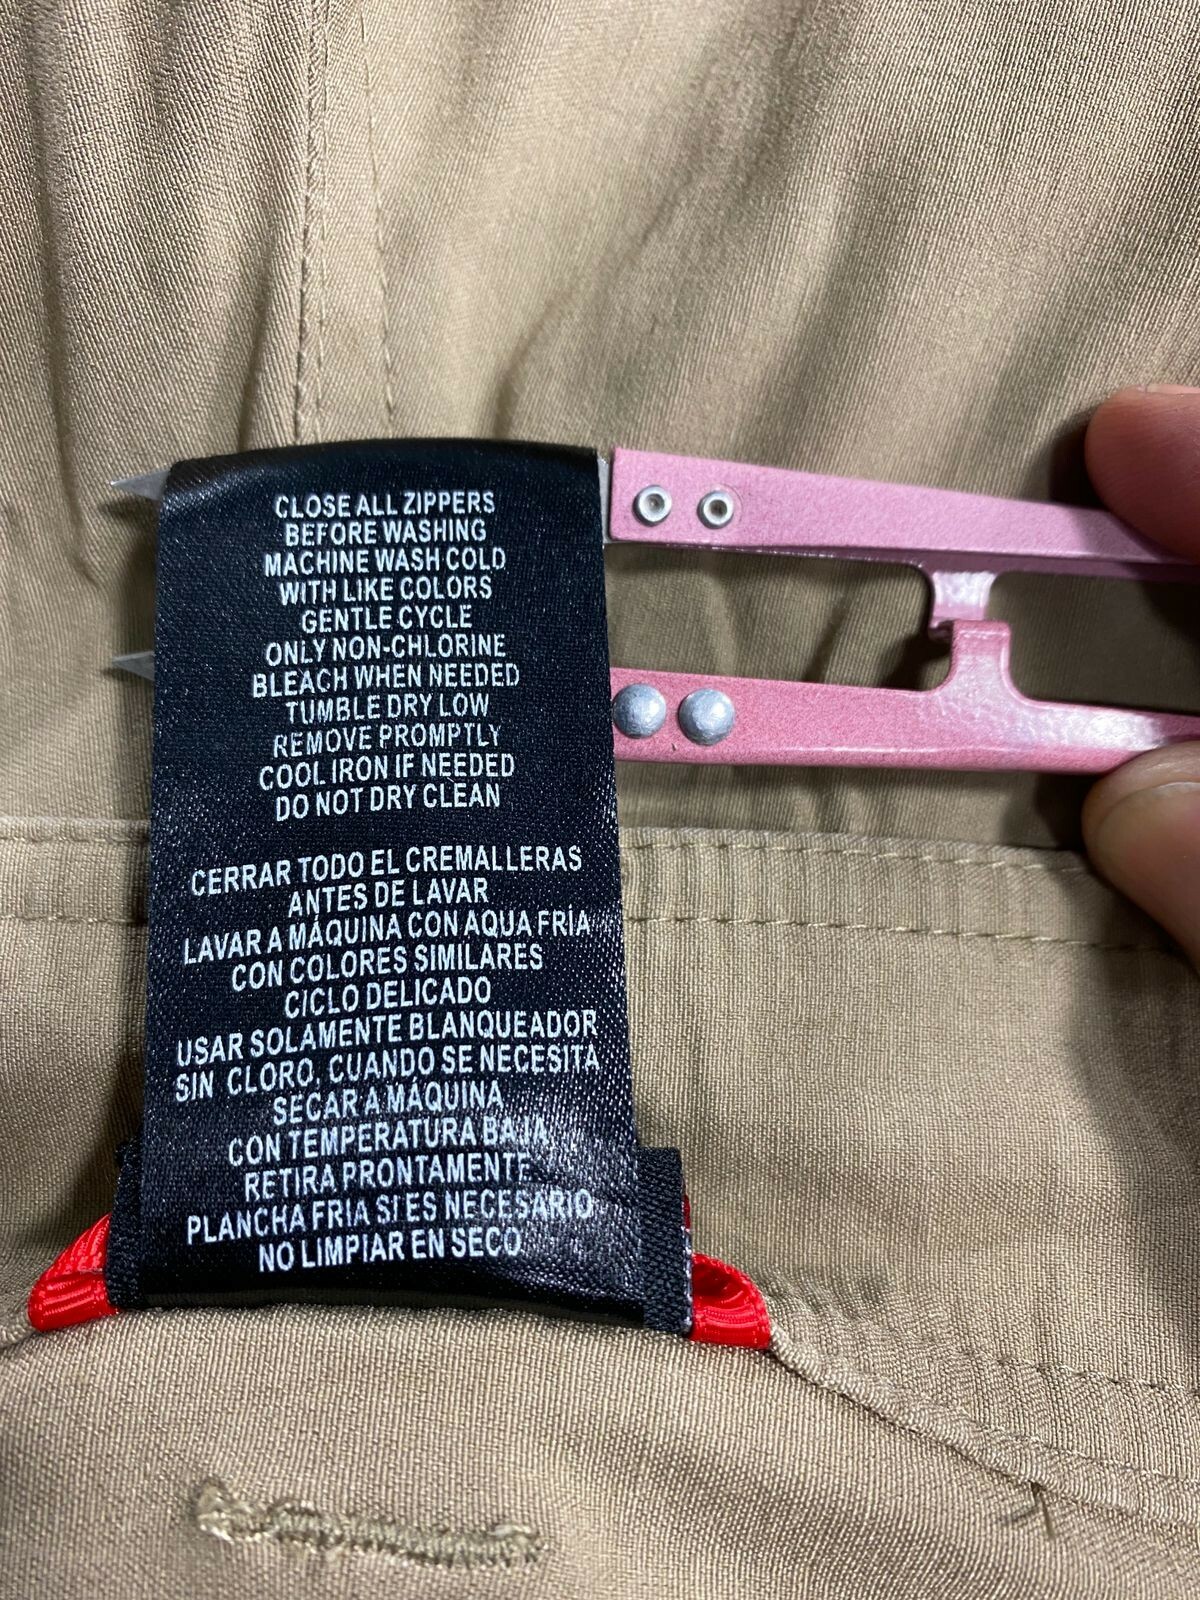 CLOSE ALL ZIPPERS
BEFORE WASHING
MACHINE WASH COLD
WITH LIKE COLORS
GENTLE CYCLE
ONLY NON-CHLORINE
BLEACH WHEN NEEDED
TUMBLE DRY LOW
REMOVE PROMPTLY
COOL IRON IF NEEDED
DO NOT DRY CLEAN
CERRAR TODO EL CREMALLERAS
ANTES DE LAVAR
LAVAR A MÁQUINA CON AQUA FRÍA
CON COLORES SIMILARES
CICLO DELICADO
USAR SOLAMENTE BLANQUEADOR
SIN CLORO, CUANDO SE NECESITA
SECAR A MÁQUINA
CON TEMPERATURA BAJA
RETIRA PRONTAMENTE
PLANCHA FRIA SI ES NECESARIO
NO LIMPIAR EN SECO